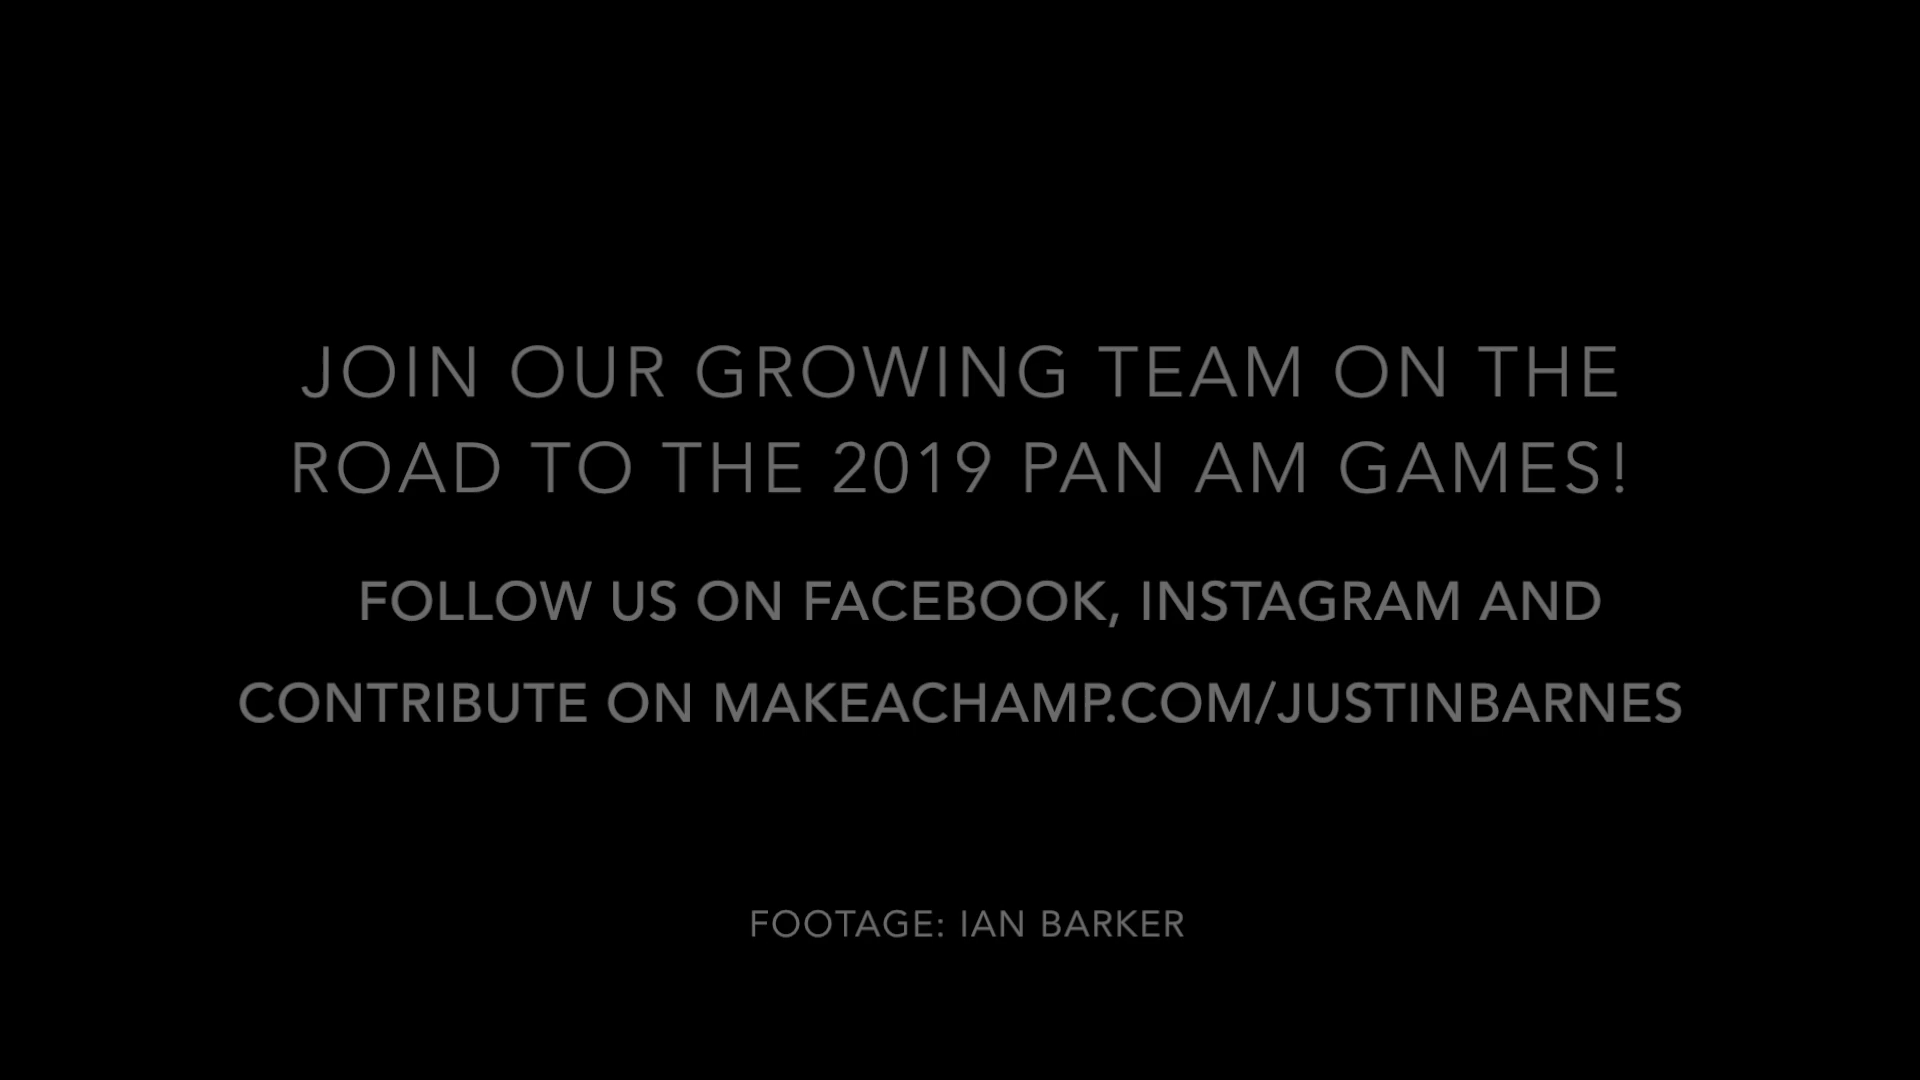 JOIN OUR GROWING TEAM ON THE
ROAD TO THE 2019 PAN AM GAMES!
FOLLOW US ON FACEBOOK, INSTAGRAM AND
CONTRIBUTE ON MAKEACHAMP.COM/JUSTINBARNES
FOOTAGE: IAN BARKER